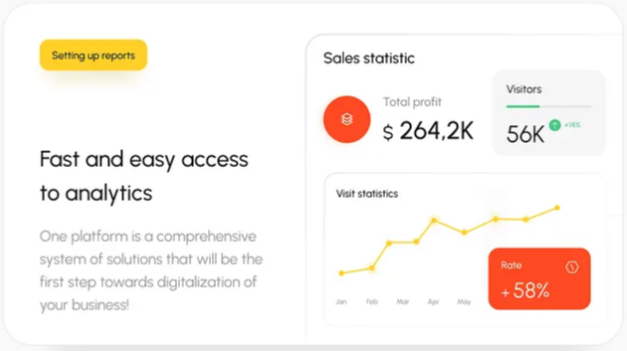 Setting up reports
Fast and easy access
to analytics
One platform is a comprehensive
system of solutions that will be the
first step towards digitalization of
your business!
Sales statistic
Total profit
$ 264,2K
Visitors
56K +14%
Visit statistics
Jan Feb Mar Apr May
Rate
+ 58%